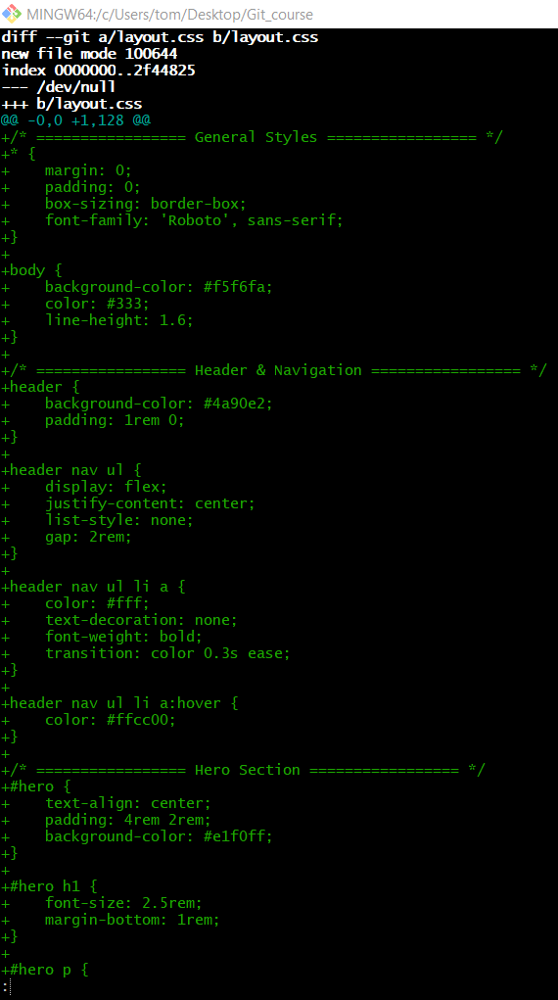 MINGW64:/c/Users/tom/Desktop/Git_course
diff --git a/layout.css b/layout.css
new file mode 100644
index 0000000..2f44825
--- /dev/null
+++ b/layout.css
@@ -0,0 +1,128 @@
+/* ================= General Styles ================= */
+* {
+    margin: 0;
+    padding: 0;
+    box-sizing: border-box;
+    font-family: 'Roboto', sans-serif;
+}
+
+body {
+    background-color: #f5f6fa;
+    color: #333;
+    line-height: 1.6;
+}
+
+/* ================= Header & Navigation ================= */
+header {
+    background-color: #4a90e2;
+    padding: 1rem 0;
+}
+
+header nav ul {
+    display: flex;
+    justify-content: center;
+    list-style: none;
+    gap: 2rem;
+}
+
+header nav ul li a {
+    color: #fff;
+    text-decoration: none;
+    font-weight: bold;
+    transition: color 0.3s ease;
+}
+
+header nav ul li a:hover {
+    color: #ffcc00;
+}
+
+/* ================= Hero Section ================= */
+#hero {
+    text-align: center;
+    padding: 4rem 2rem;
+    background-color: #e1f0ff;
+}
+
+#hero h1 {
+    font-size: 2.5rem;
+    margin-bottom: 1rem;
+}
+
+#hero p {
: